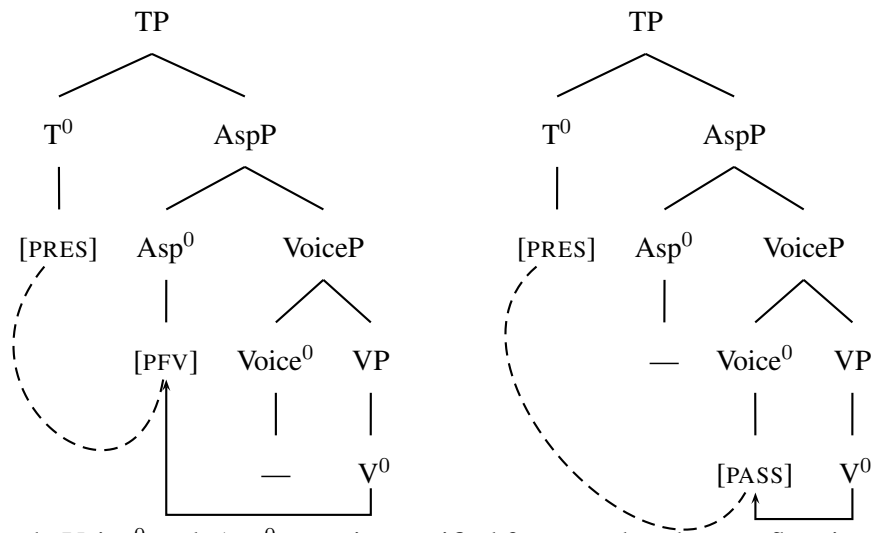 TP TP
T⁰ AspP T⁰ AspP
[PRES] Asp⁰ VoiceP [PRES] Asp⁰ VoiceP
[PFV] Voice⁰ VP — Voice⁰ VP
— V⁰ [PASS] V⁰